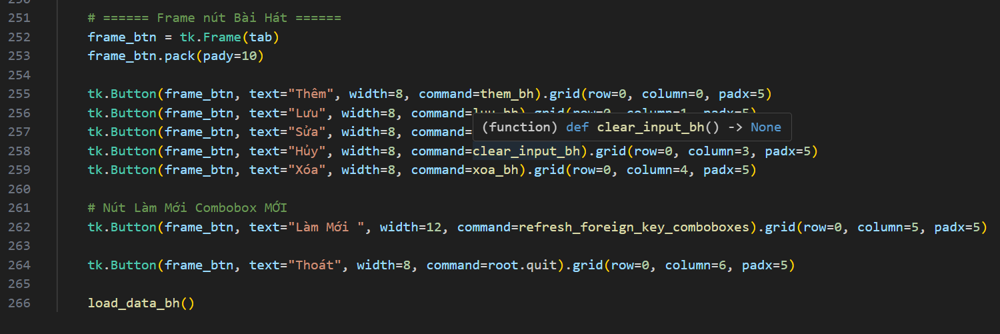 251 # ====== Frame nút Bài Hát ======
252 frame_btn = tk.Frame(tab)
253 frame_btn.pack(pady=10)
254
255 tk.Button(frame_btn, text="Thêm", width=8, command=them_bh).grid(row=0, column=0, padx=5)
256 tk.Button(frame_btn, text="Lưu", width=8, command=luu_bh).grid(row=0, column=1, padx=5)
(function) def clear_input_bh() -> None
257 tk.Button(frame_btn, text="Sửa", width=8, command=
258 tk.Button(frame_btn, text="Hủy", width=8, command=clear_input_bh).grid(row=0, column=3, padx=5)
259 tk.Button(frame_btn, text="Xóa", width=8, command=xoa_bh).grid(row=0, column=4, padx=5)
260
261 # Nút Làm Mới Combobox MỚI
262 tk.Button(frame_btn, text="Làm Mới ", width=12, command=refresh_foreign_key_comboboxes).grid(row=0, column=5, padx=5)
263
264 tk.Button(frame_btn, text="Thoát", width=8, command=root.quit).grid(row=0, column=6, padx=5)
265
266 load_data_bh()